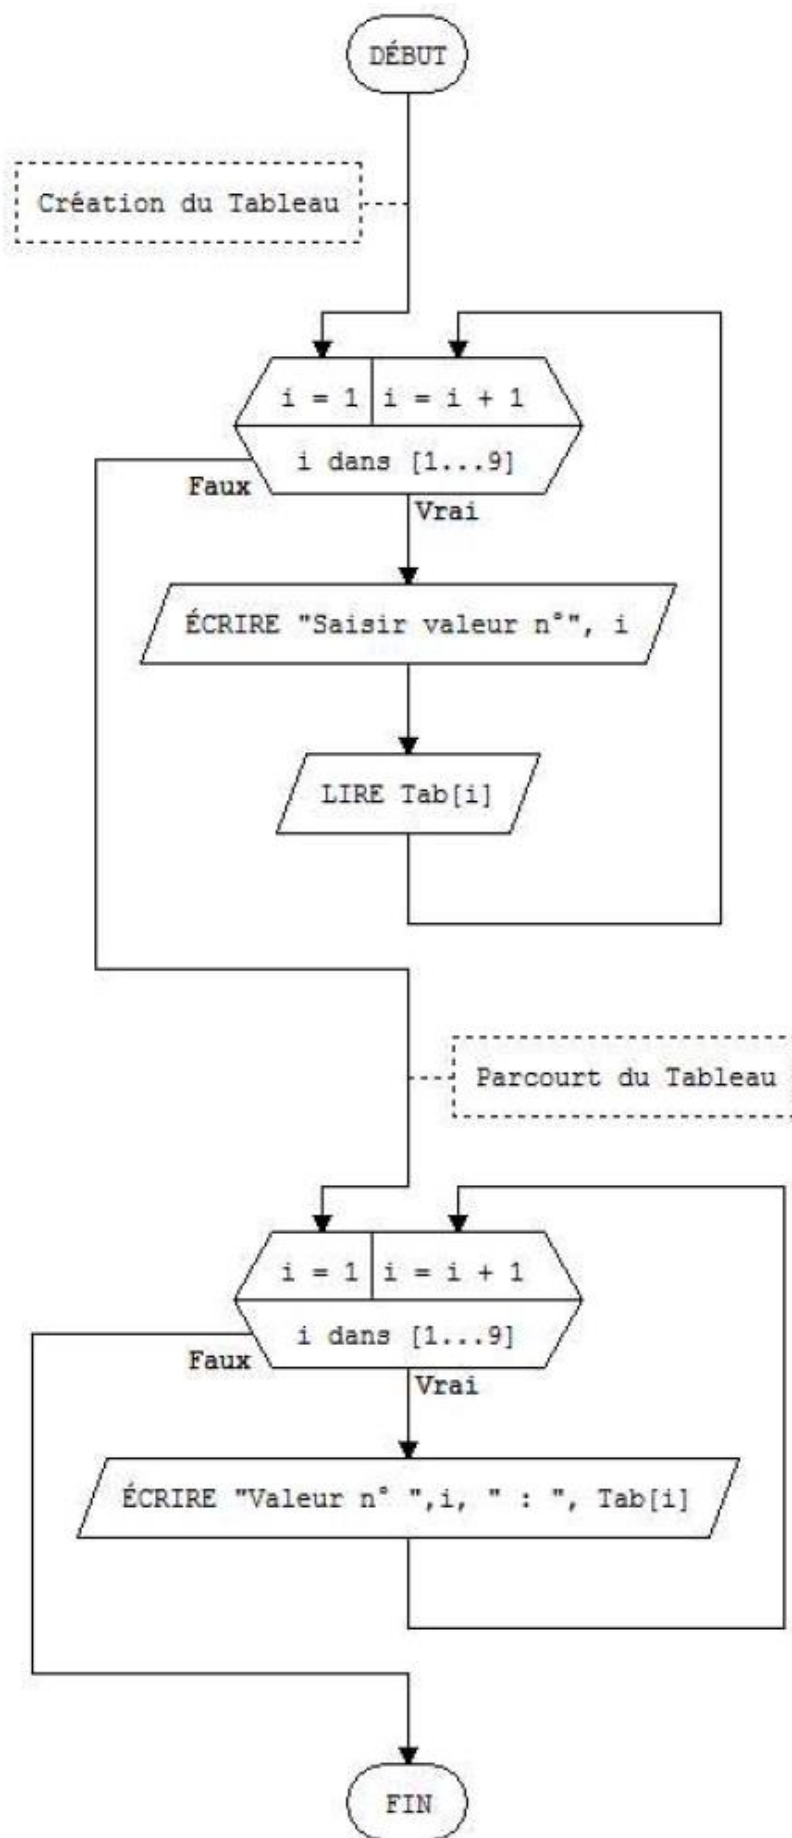 DÉBUT
Création du Tableau
i = 1 i = i + 1
i dans [1...9]
Faux
Vrai
ÉCRIRE "Saisir valeur n°", i
LIRE Tab[i]
Parcourt du Tableau
i = 1 i = i + 1
i dans [1...9]
Faux
Vrai
ÉCRIRE "Valeur n° ",i, " : ", Tab[i]
FIN